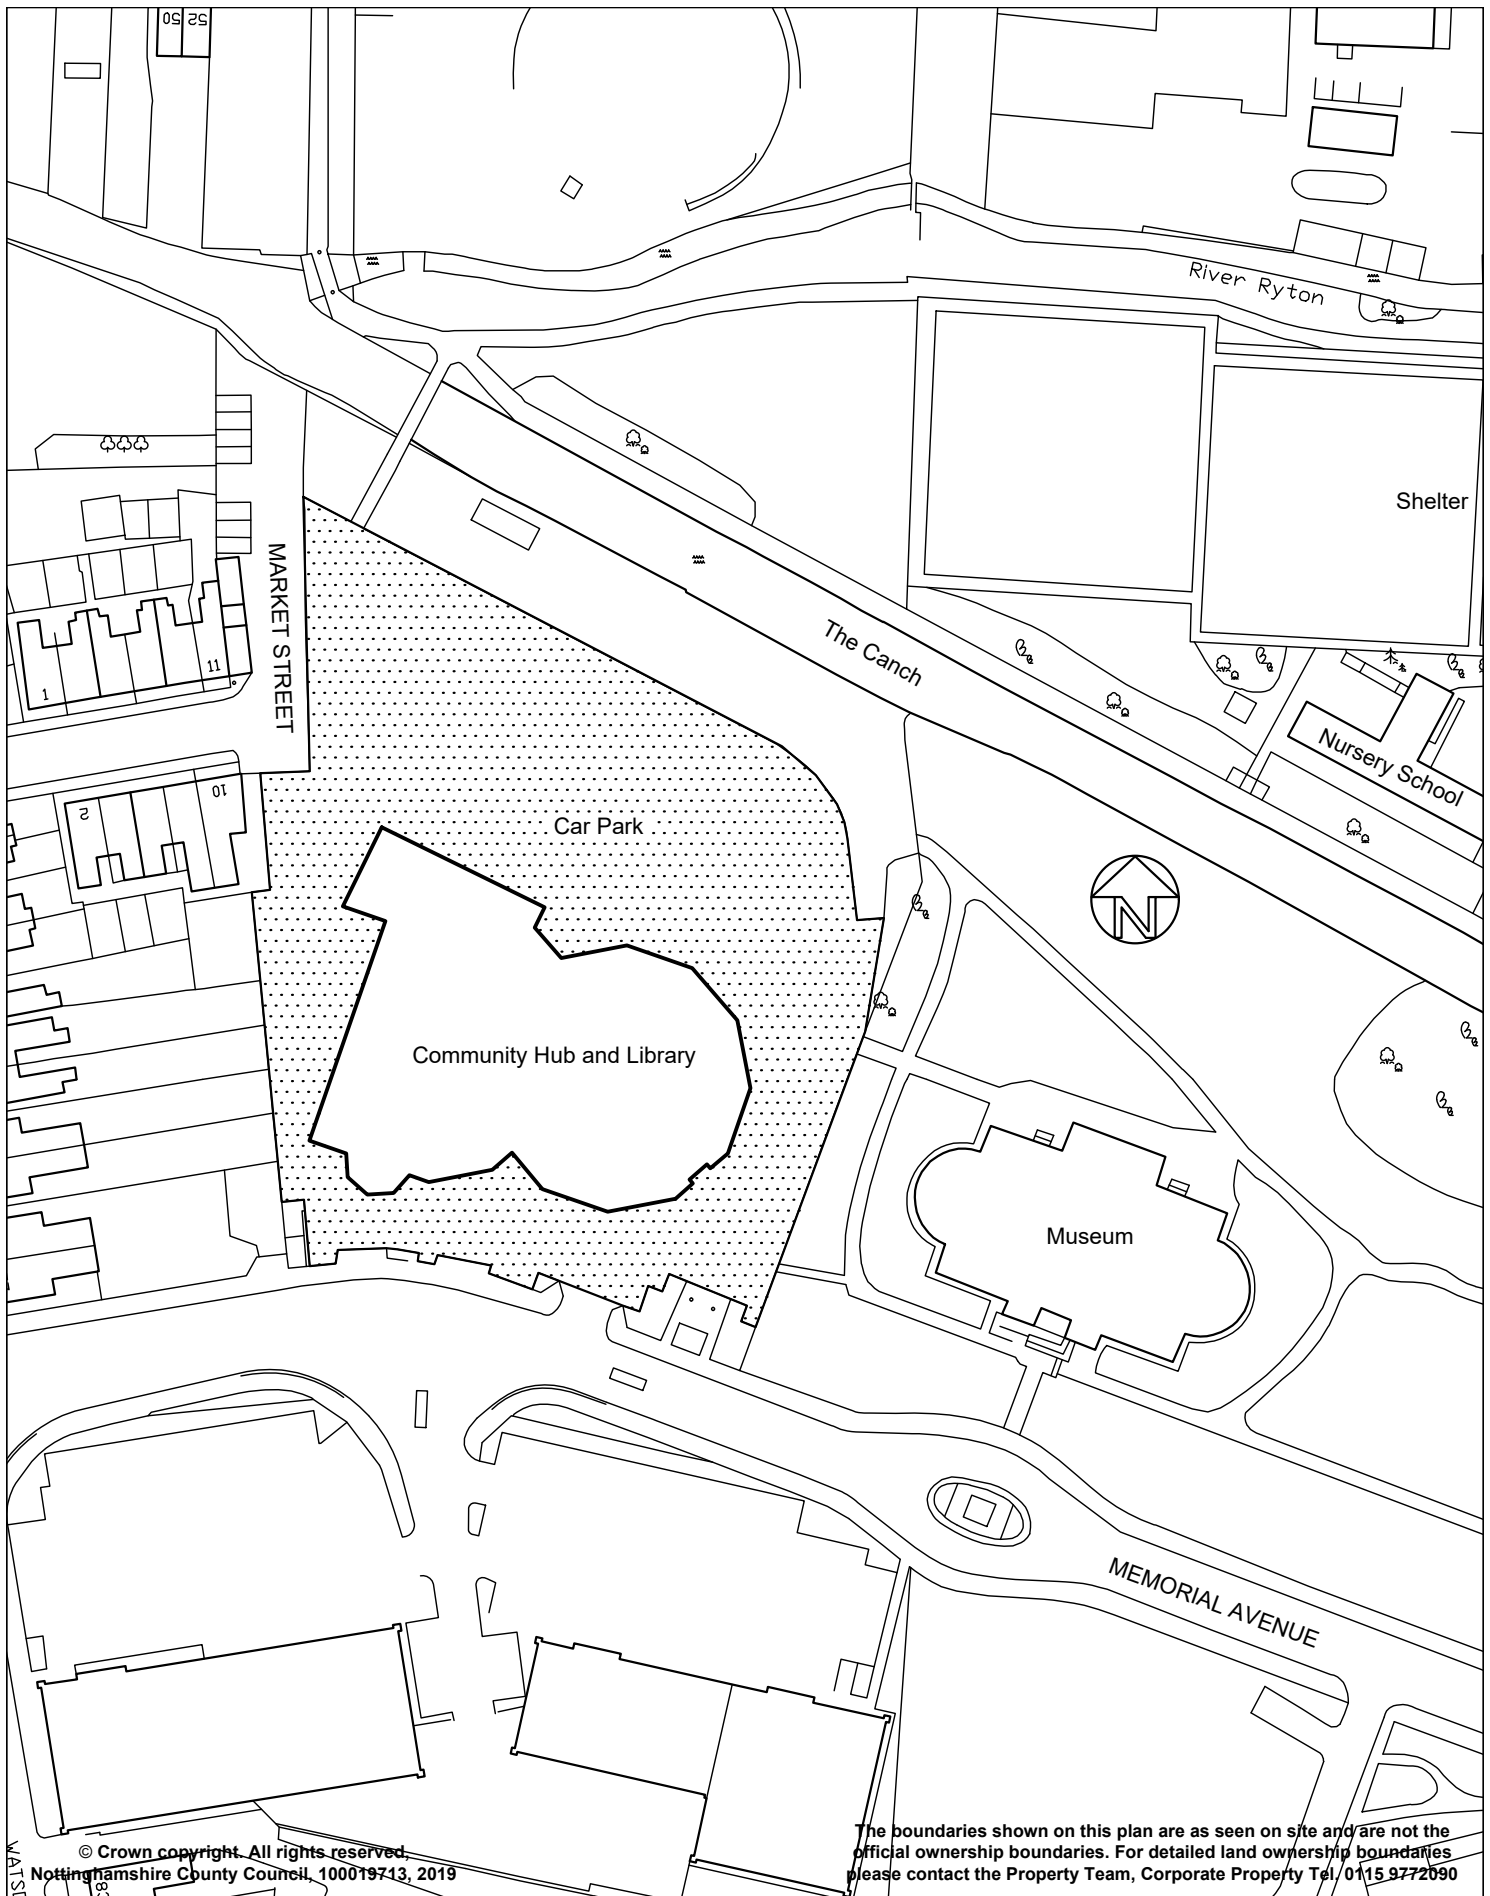 50 52
River Ryton
Shelter
MARKET STREET
The Canch
11
1
Nursery School
10
2
Car Park
N
Community Hub and Library
Museum
MEMORIAL AVENUE
The boundaries shown on this plan are as seen on site and are not the
official ownership boundaries. For detailed land ownership boundaries
please contact the Property Team, Corporate Property Tel. 0115 9772090
© Crown copyright. All rights reserved,
Nottinghamshire County Council, 100019713, 2019